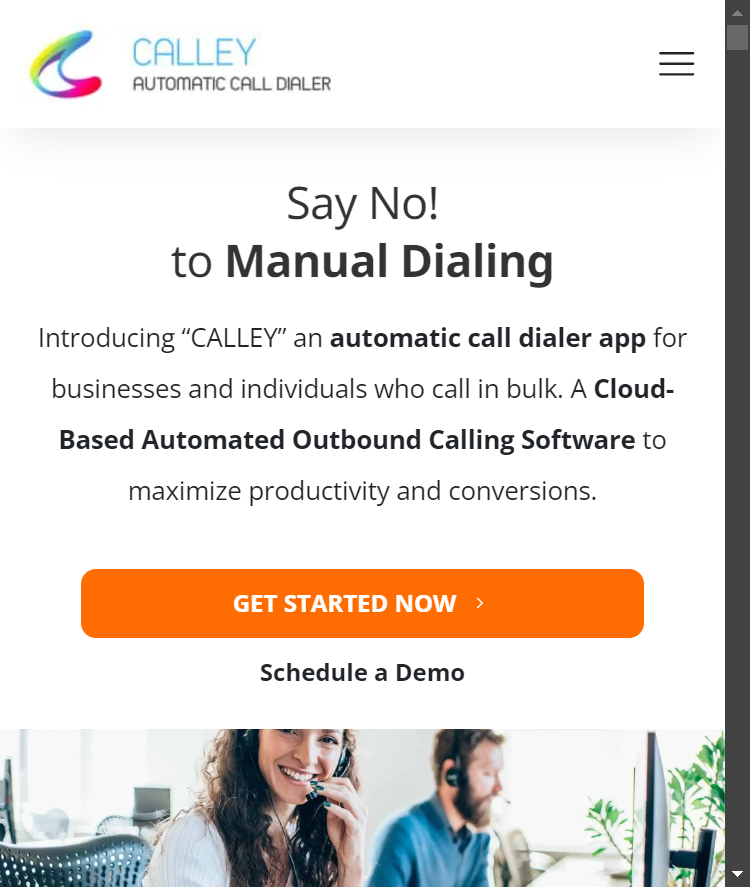 CALLEY
AUTOMATIC CALL DIALER
Say No!
to Manual Dialing
Introducing “CALLEY” an automatic call dialer app for
businesses and individuals who call in bulk. A Cloud-
Based Automated Outbound Calling Software to
maximize productivity and conversions.
GET STARTED NOW
Schedule a Demo